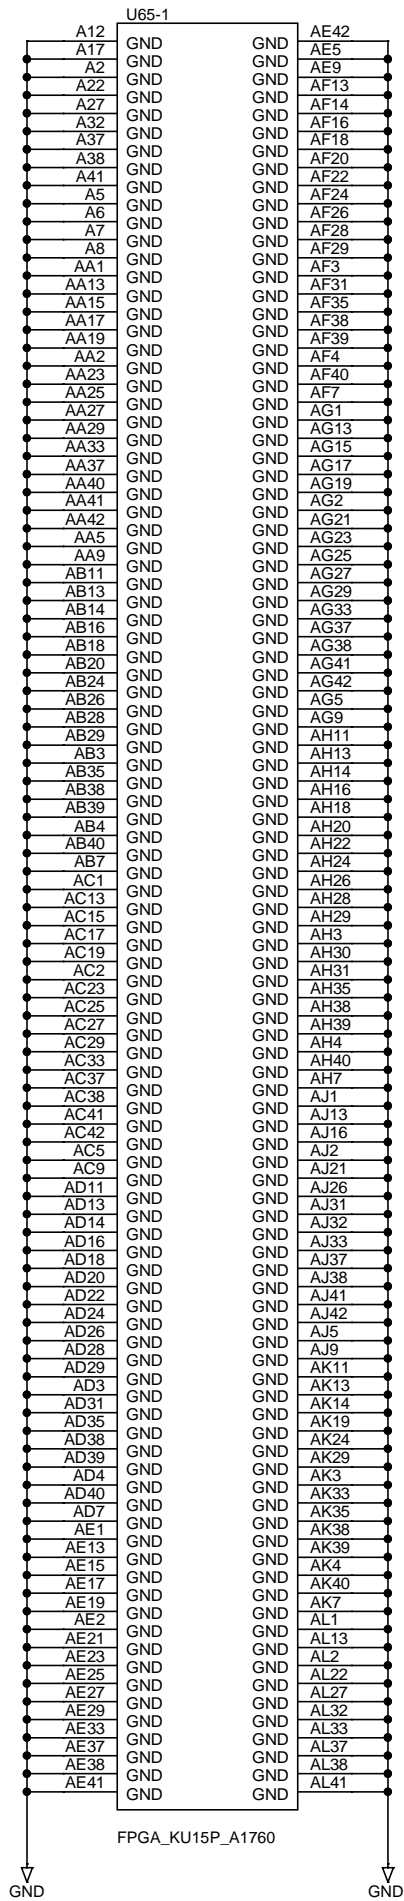 U65-1
A12 GND GND AE42
A17 GND GND AE5
A2 GND GND AE9
A22 GND GND AF13
A27 GND GND AF14
A32 GND GND AF16
A37 GND GND AF18
A38 GND GND AF20
A41 GND GND AF22
A5 GND GND AF24
A6 GND GND AF26
A7 GND GND AF28
A8 GND GND AF29
AA1 GND GND AF3
AA13 GND GND AF31
AA15 GND GND AF35
AA17 GND GND AF38
AA19 GND GND AF39
AA2 GND GND AF4
AA23 GND GND AF40
AA25 GND GND AF7
AA27 GND GND AG1
AA29 GND GND AG13
AA33 GND GND AG15
AA37 GND GND AG17
AA40 GND GND AG19
AA41 GND GND AG2
AA42 GND GND AG21
AA5 GND GND AG23
AA9 GND GND AG25
AB11 GND GND AG27
AB13 GND GND AG29
AB14 GND GND AG33
AB16 GND GND AG37
AB18 GND GND AG38
AB20 GND GND AG41
AB24 GND GND AG42
AB26 GND GND AG5
AB28 GND GND AG9
AB29 GND GND AH11
AB3 GND GND AH13
AB35 GND GND AH14
AB38 GND GND AH16
AB39 GND GND AH18
AB4 GND GND AH20
AB40 GND GND AH22
AB7 GND GND AH24
AC1 GND GND AH26
AC13 GND GND AH28
AC15 GND GND AH29
AC17 GND GND AH3
AC19 GND GND AH30
AC2 GND GND AH31
AC23 GND GND AH35
AC25 GND GND AH38
AC27 GND GND AH39
AC29 GND GND AH4
AC33 GND GND AH40
AC37 GND GND AH7
AC38 GND GND AJ1
AC41 GND GND AJ13
AC42 GND GND AJ16
AC5 GND GND AJ2
AC9 GND GND AJ21
AD11 GND GND AJ26
AD13 GND GND AJ31
AD14 GND GND AJ32
AD16 GND GND AJ33
AD18 GND GND AJ37
AD20 GND GND AJ38
AD22 GND GND AJ41
AD24 GND GND AJ42
AD26 GND GND AJ5
AD28 GND GND AJ9
AD29 GND GND AK11
AD3 GND GND AK13
AD31 GND GND AK14
AD35 GND GND AK19
AD38 GND GND AK24
AD39 GND GND AK29
AD4 GND GND AK3
AD40 GND GND AK33
AD7 GND GND AK35
AE1 GND GND AK38
AE13 GND GND AK39
AE15 GND GND AK4
AE17 GND GND AK40
AE19 GND GND AK7
AE2 GND GND AL1
AE21 GND GND AL13
AE23 GND GND AL2
AE25 GND GND AL22
AE27 GND GND AL27
AE29 GND GND AL32
AE33 GND GND AL33
AE37 GND GND AL37
AE38 GND GND AL38
AE41 GND GND AL41
FPGA_KU15P_A1760
GND GND